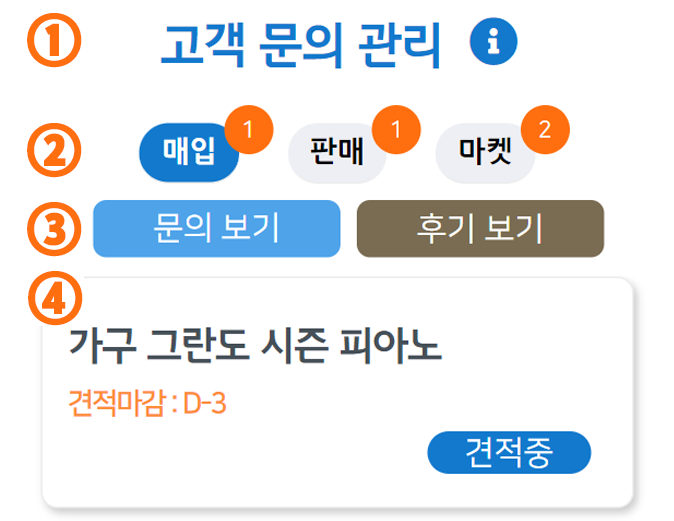 ① 고객 문의 관리 i
② 매입 1 판매 1 마켓 2
③ 문의 보기 후기 보기
④
가구 그란도 시즌 피아노
견적마감 : D-3
견적중